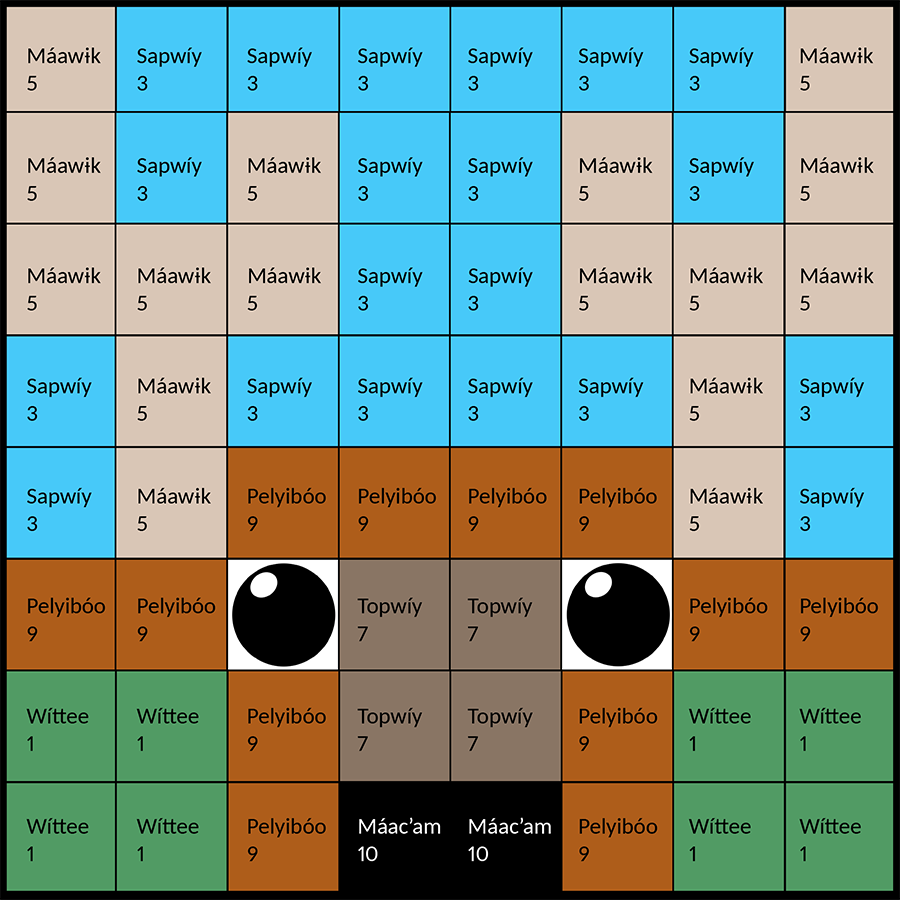 Máawɨk Sapwíy Sapwíy Sapwíy Sapwíy Sapwíy Sapwíy Máawɨk
5 3 3 3 3 3 3 5
Máawɨk Sapwíy Máawɨk Sapwíy Sapwíy Máawɨk Sapwíy Máawɨk
5 3 5 3 3 5 3 5
Máawɨk Máawɨk Máawɨk Sapwíy Sapwíy Máawɨk Máawɨk Máawɨk
5 5 5 3 3 5 5 5
Sapwíy Máawɨk Sapwíy Sapwíy Sapwíy Sapwíy Máawɨk Sapwíy
3 5 3 3 3 3 5 3
Sapwíy Máawɨk Pelyibóo Pelyibóo Pelyibóo Pelyibóo Máawɨk Sapwíy
3 5 9 9 9 9 5 3
Pelyibóo Pelyibóo Topwíy Topwíy Pelyibóo Pelyibóo
9 9 7 7 9 9
Wíttee Wíttee Pelyibóo Topwíy Topwíy Pelyibóo Wíttee Wíttee
1 1 9 7 7 9 1 1
Wíttee Wíttee Pelyibóo Máac’am Máac’am Pelyibóo Wíttee Wíttee
1 1 9 10 10 9 1 1